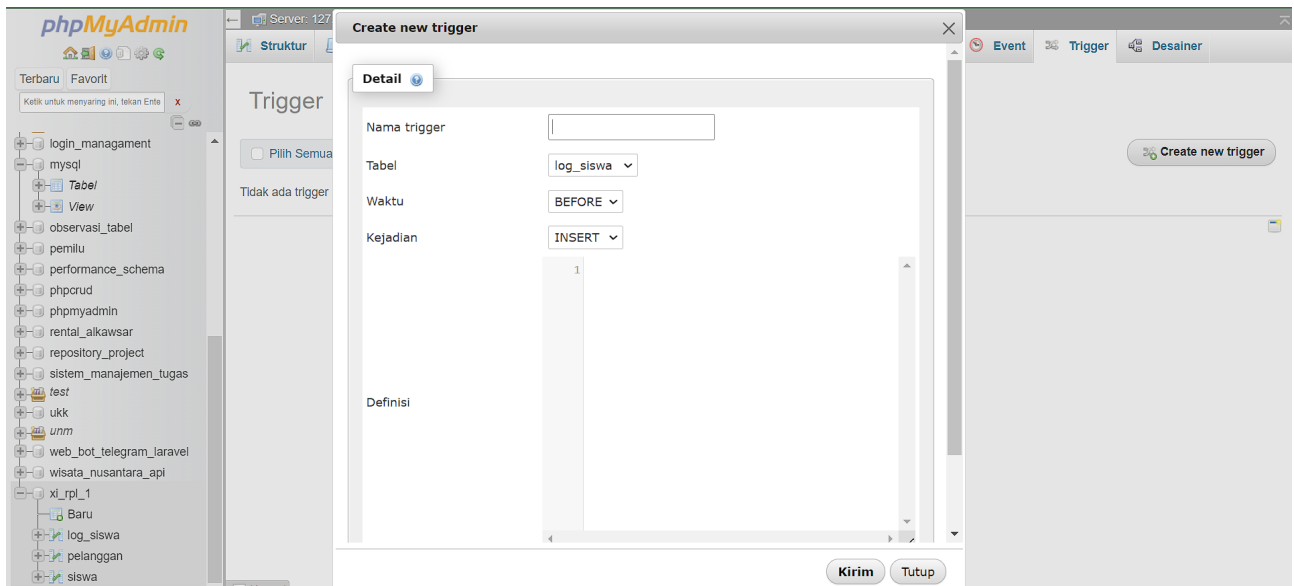 phpMyAdmin
Terbaru Favorit
Ketik untuk menyaring ini, tekan Ente X
login_managament
mysql
Tabel
View
observasi_tabel
pemilu
performance_schema
phpcrud
phpmyadmin
rental_alkawsar
repository_project
sistem_manajemen_tugas
test
ukk
unm
web_bot_telegram_laravel
wisata_nusantara_api
xi_rpl_1
Baru
log_siswa
pelanggan
siswa
Server: 127
Struktur
Event Trigger Desainer
Trigger
Pilih Semua
Create new trigger
Tidak ada trigger
Create new trigger
Detail
Nama trigger
Tabel log_siswa
Waktu BEFORE
Kejadian INSERT
1
Definisi
Kirim Tutup